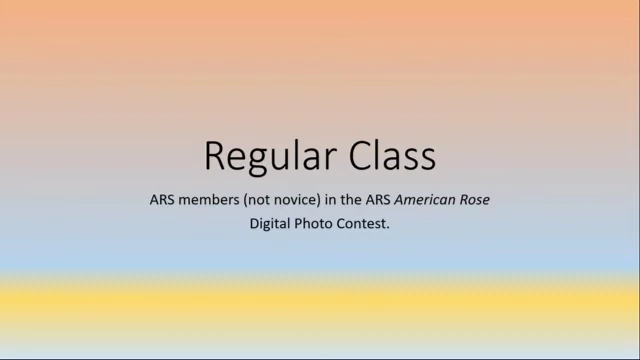 Regular Class
ARS members (not novice) in the ARS American Rose
Digital Photo Contest.